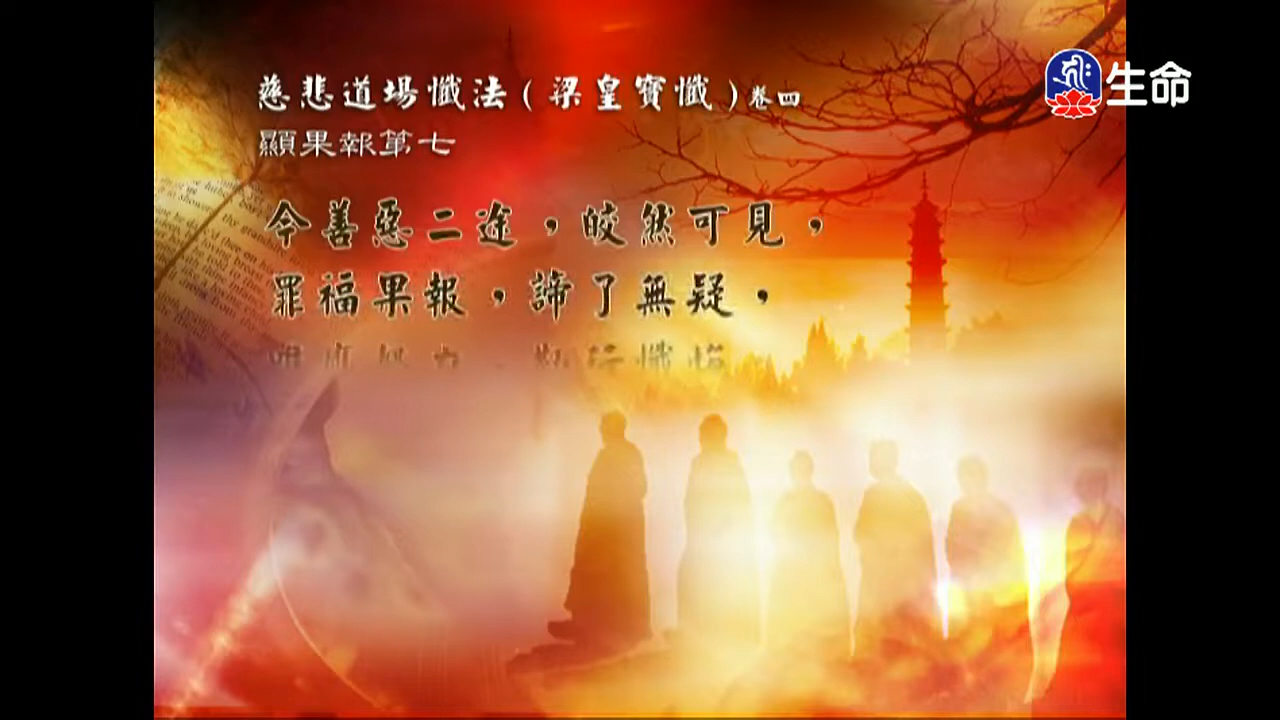 慈悲道場懺法(梁皇寶懺)卷四
顯果報第七
生命
今善惡二途，皎然可見，
罪福果報，諦了無疑，